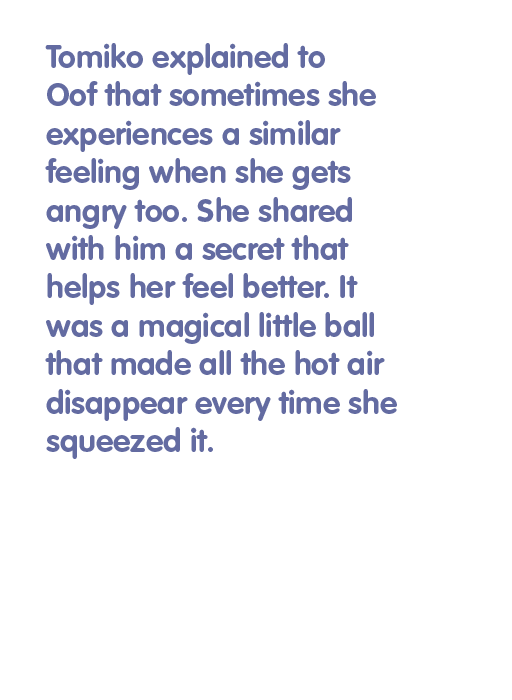 Tomiko explained to
Oof that sometimes she
experiences a similar
feeling when she gets
angry too. She shared
with him a secret that
helps her feel better. It
was a magical little ball
that made all the hot air
disappear every time she
squeezed it.